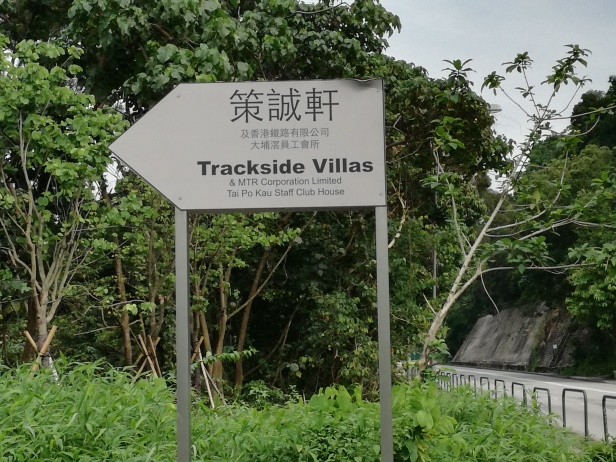 策誠軒
及香港鐵路有限公司
大埔滘員工會所
Trackside Villas
& MTR Corporation Limited
Tai Po Kau Staff Club House